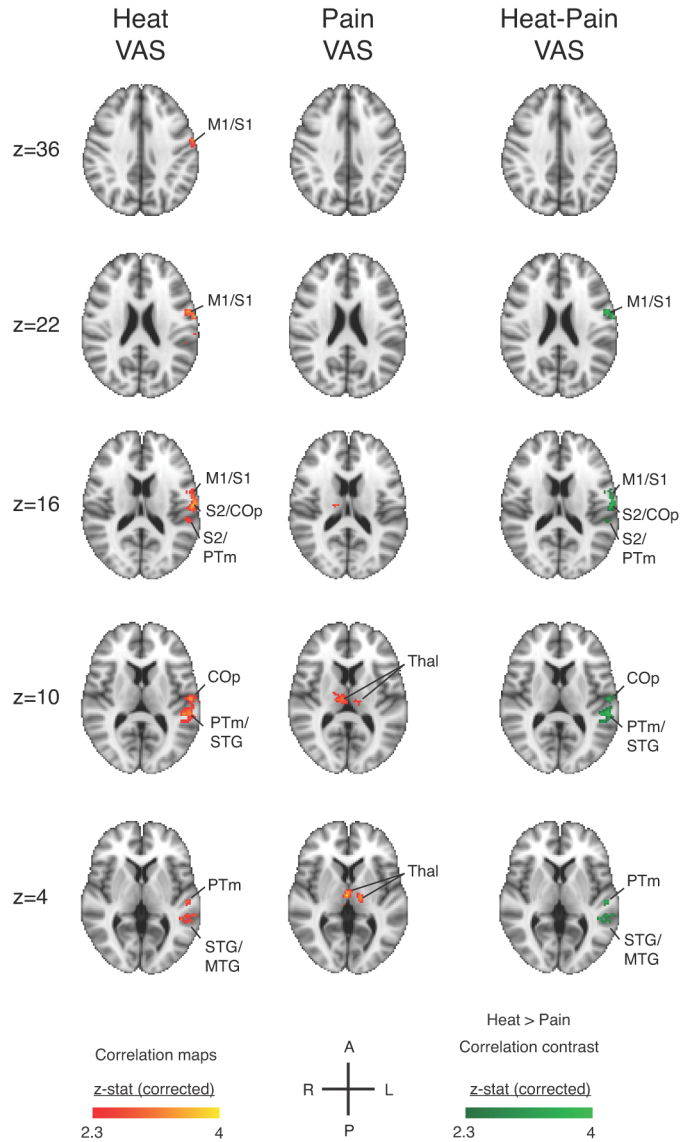 Heat VAS
Pain VAS
Heat-Pain VAS
z=36
M1/S1
z=22
M1/S1
M1/S1
z=16
M1/S1
S2/COp
S2/
PTm
M1/S1
S2/COp
S2/
PTm
z=10
COp
PTm/
STG
Thal
COp
PTm/
STG
z=4
PTm
STG/
MTG
Thal
PTm
STG/
MTG
Correlation maps
z-stat (corrected)
2.3 4
A
R L
P
Heat > Pain
Correlation contrast
z-stat (corrected)
2.3 4